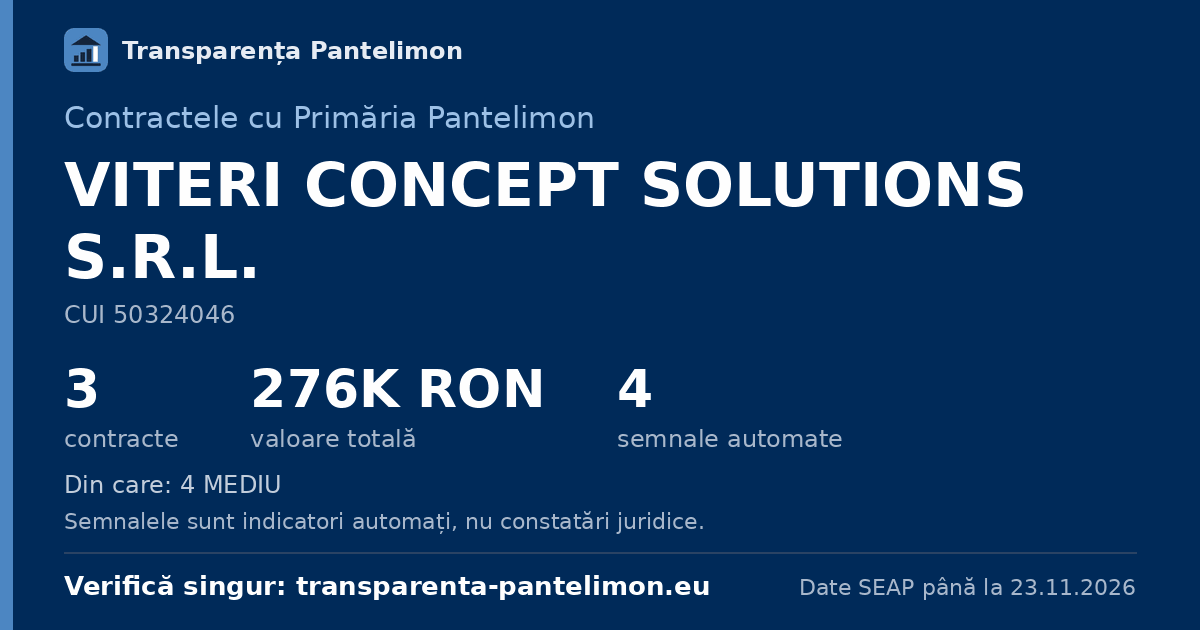 Transparența Pantelimon
Contractele cu Primăria Pantelimon
VITERI CONCEPT SOLUTIONS
S.R.L.
CUI 50324046
3 276K RON 4
contracte valoare totală semnale automate
Din care: 4 MEDIU
Semnalele sunt indicatori automați, nu constatări juridice.
Verifică singur: transparenta-pantelimon.eu Date SEAP până la 23.11.2026